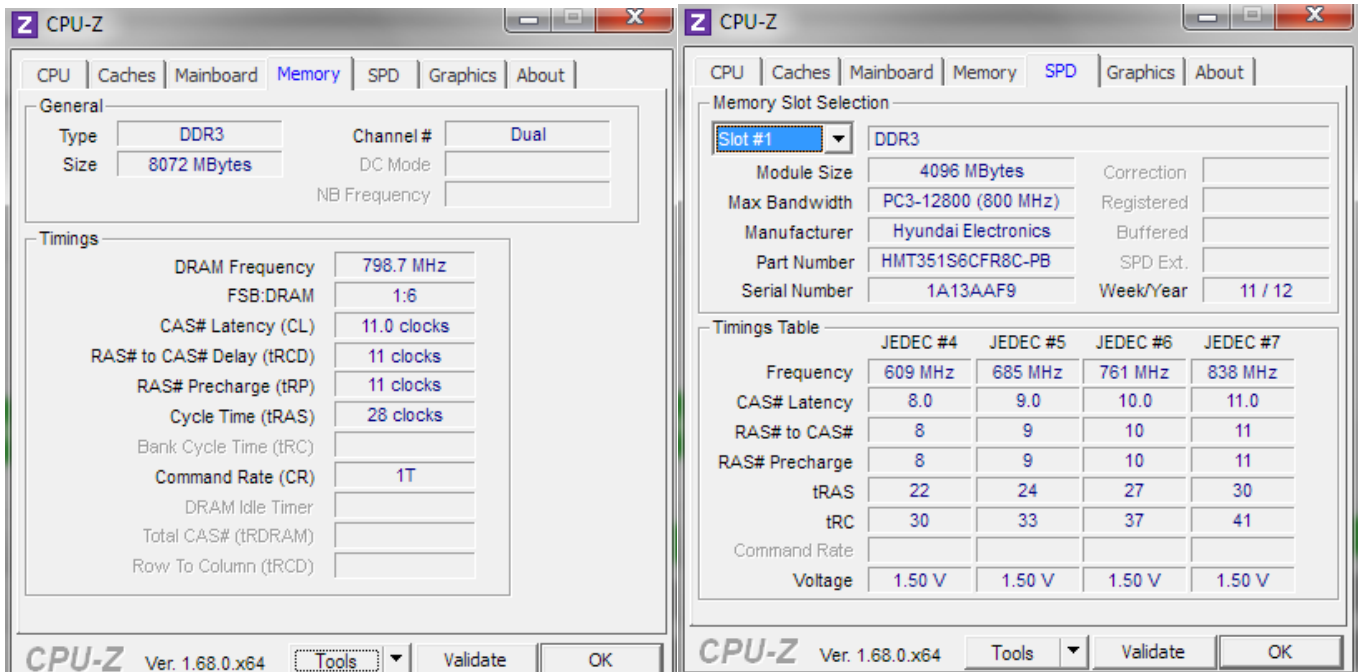 CPU-Z
CPU Caches Mainboard Memory SPD Graphics About
General
Type DDR3 Channel # Dual
Size 8072 MBytes DC Mode
NB Frequency
Timings
DRAM Frequency 798.7 MHz
FSB:DRAM 1:6
CAS# Latency (CL) 11.0 clocks
RAS# to CAS# Delay (tRCD) 11 clocks
RAS# Precharge (tRP) 11 clocks
Cycle Time (tRAS) 28 clocks
Bank Cycle Time (tRC)
Command Rate (CR) 1T
DRAM Idle Timer
Total CAS# (tRDRAM)
Row To Column (tRCD)
CPU-Z Ver. 1.68.0.x64 Tools Validate OK
CPU-Z
CPU Caches Mainboard Memory SPD Graphics About
Memory Slot Selection
Slot #1 DDR3
Module Size 4096 MBytes Correction
Max Bandwidth PC3-12800 (800 MHz) Registered
Manufacturer Hyundai Electronics Buffered
Part Number HMT351S6CFR8C-PB SPD Ext.
Serial Number 1A13AAF9 Week/Year 11 / 12
Timings Table
JEDEC #4 JEDEC #5 JEDEC #6 JEDEC #7
Frequency 609 MHz 685 MHz 761 MHz 838 MHz
CAS# Latency 8.0 9.0 10.0 11.0
RAS# to CAS# 8 9 10 11
RAS# Precharge 8 9 10 11
tRAS 22 24 27 30
tRC 30 33 37 41
Command Rate
Voltage 1.50 V 1.50 V 1.50 V 1.50 V
CPU-Z Ver. 1.68.0.x64 Tools Validate OK